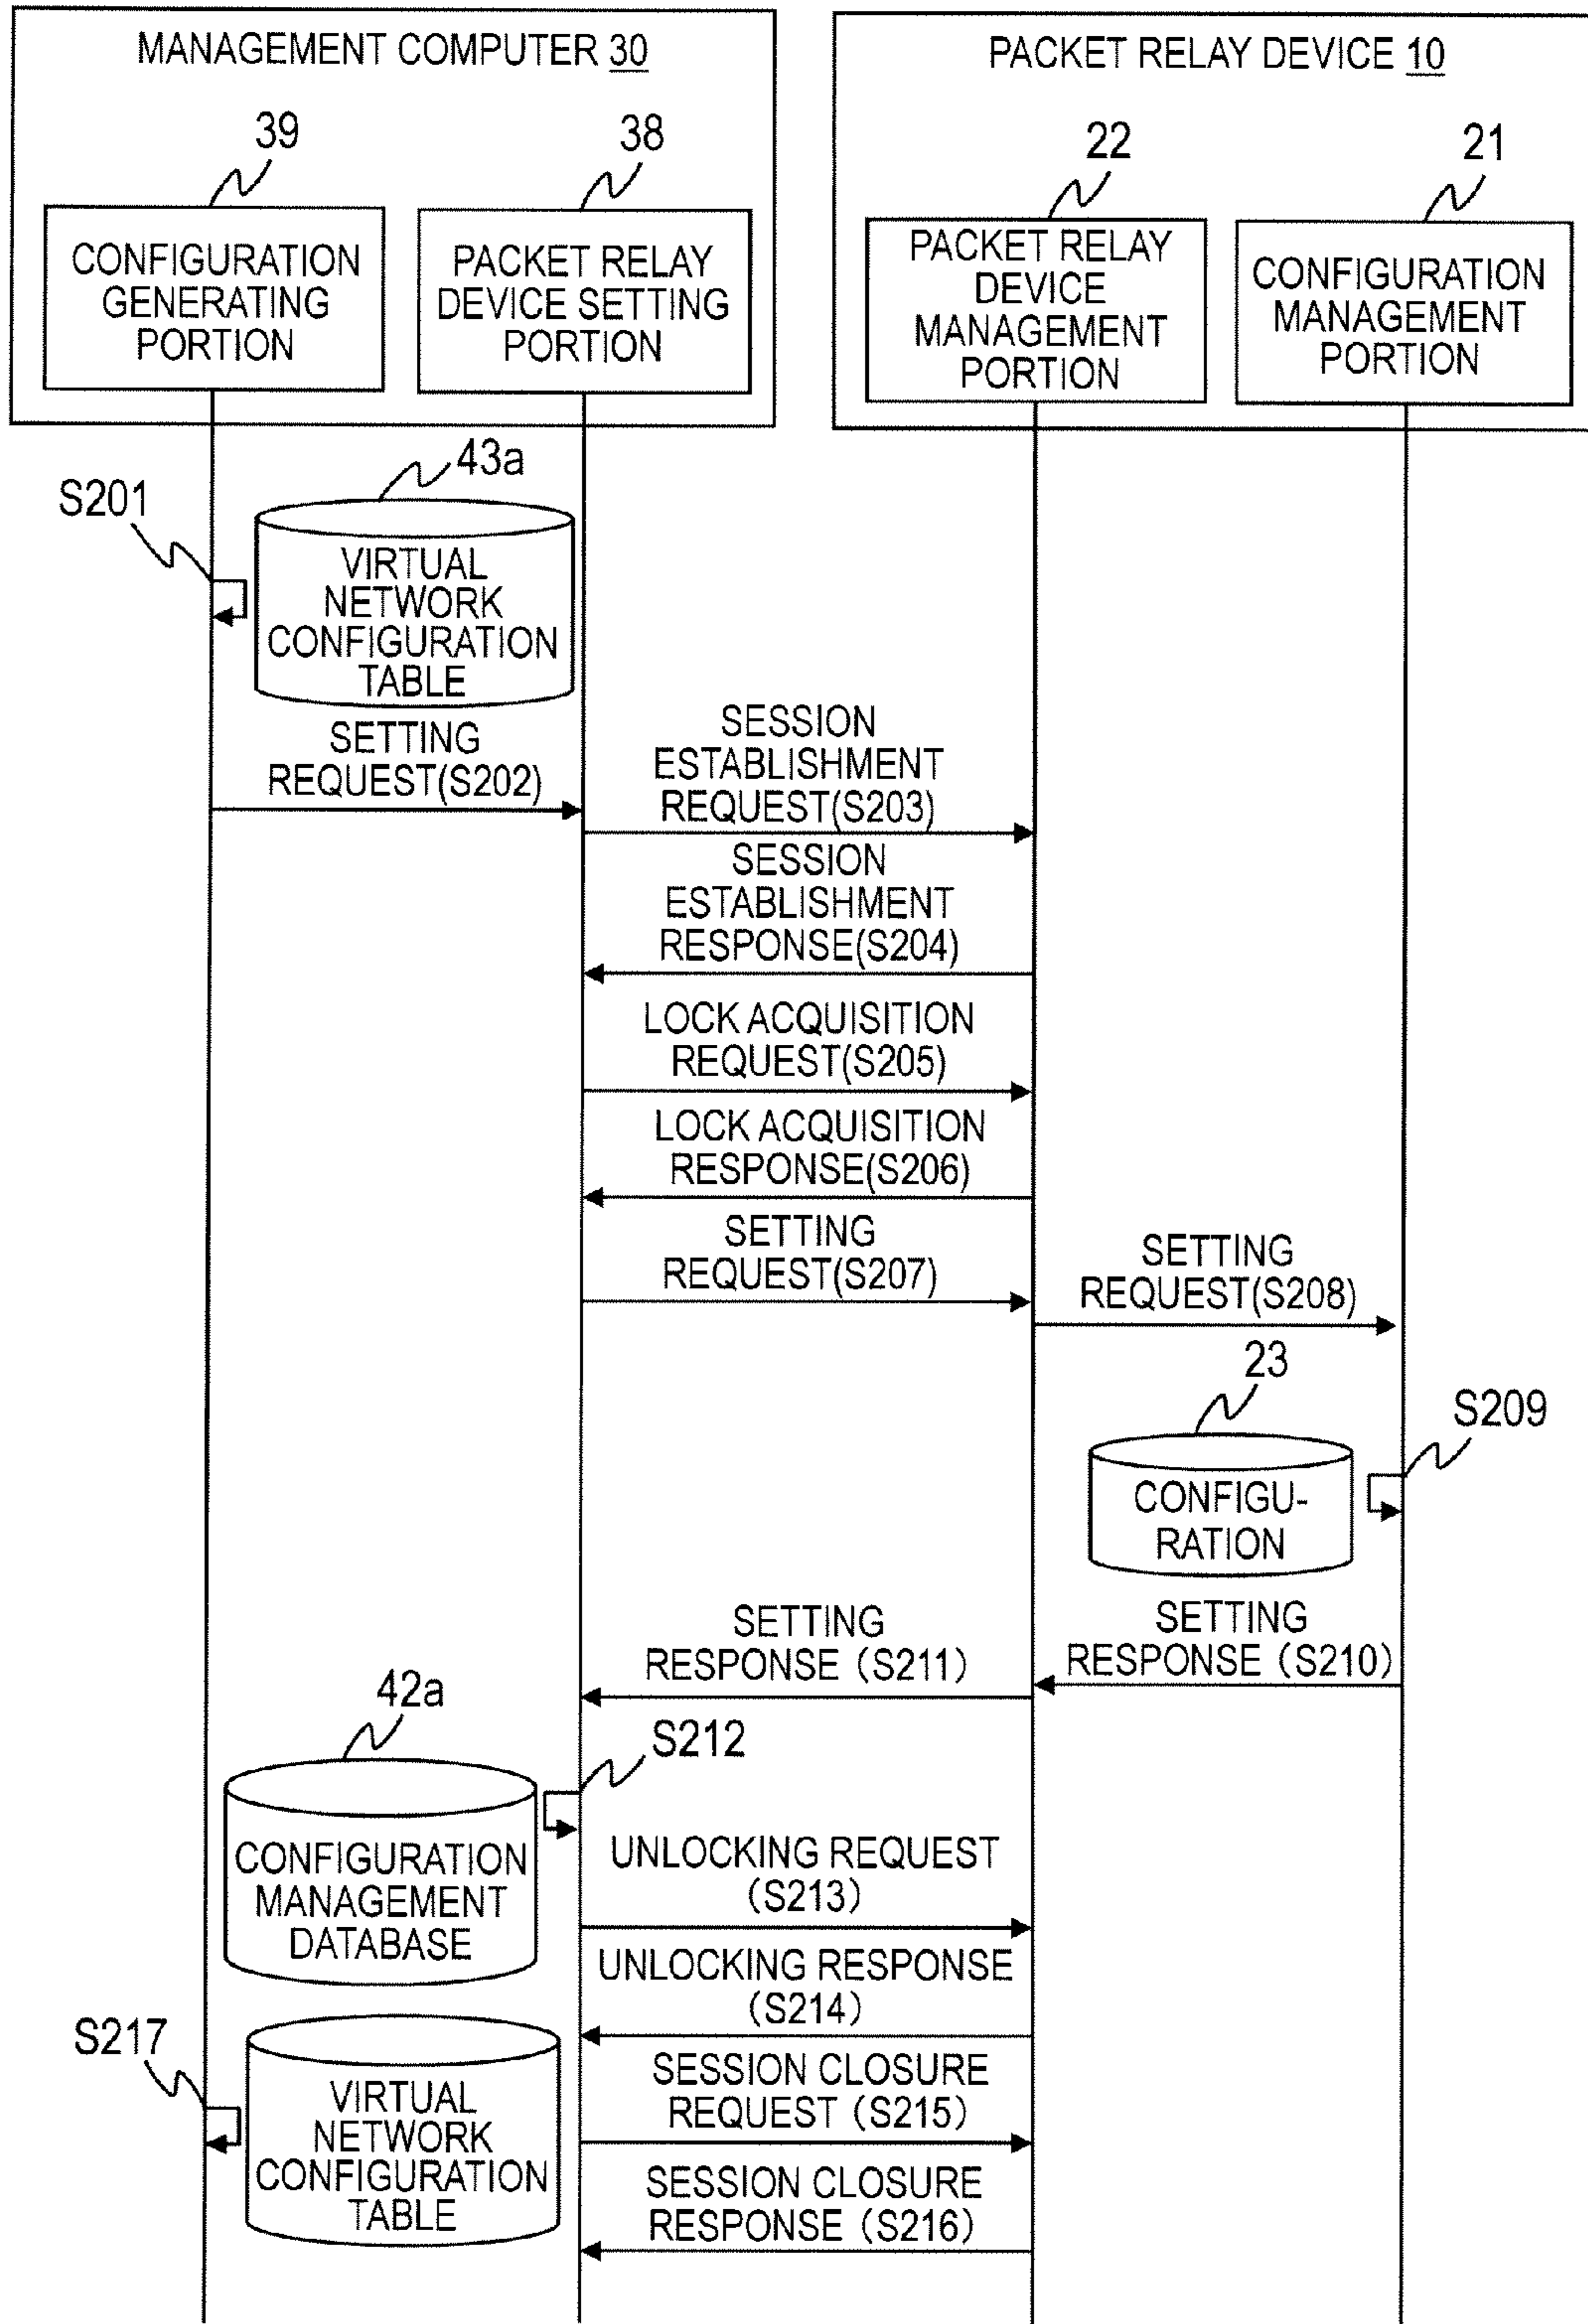 MANAGEMENT COMPUTER 30
PACKET RELAY DEVICE 10
39
38
22
21
CONFIGURATION
GENERATING
PORTION
PACKET RELAY
DEVICE SETTING
PORTION
PACKET RELAY
DEVICE
MANAGEMENT
PORTION
CONFIGURATION
MANAGEMENT
PORTION
43a
S201
VIRTUAL
NETWORK
CONFIGURATION
TABLE
SETTING
REQUEST(S202)
SESSION
ESTABLISHMENT
REQUEST(S203)
SESSION
ESTABLISHMENT
RESPONSE(S204)
LOCK ACQUISITION
REQUEST(S205)
LOCK ACQUISITION
RESPONSE(S206)
SETTING
REQUEST(S207)
SETTING
REQUEST(S208)
23
S209
CONFIGU-
RATION
SETTING
RESPONSE (S210)
SETTING
RESPONSE (S211)
42a
S212
CONFIGURATION
MANAGEMENT
DATABASE
UNLOCKING REQUEST
(S213)
UNLOCKING RESPONSE
(S214)
S217
VIRTUAL
NETWORK
CONFIGURATION
TABLE
SESSION CLOSURE
REQUEST (S215)
SESSION CLOSURE
RESPONSE (S216)